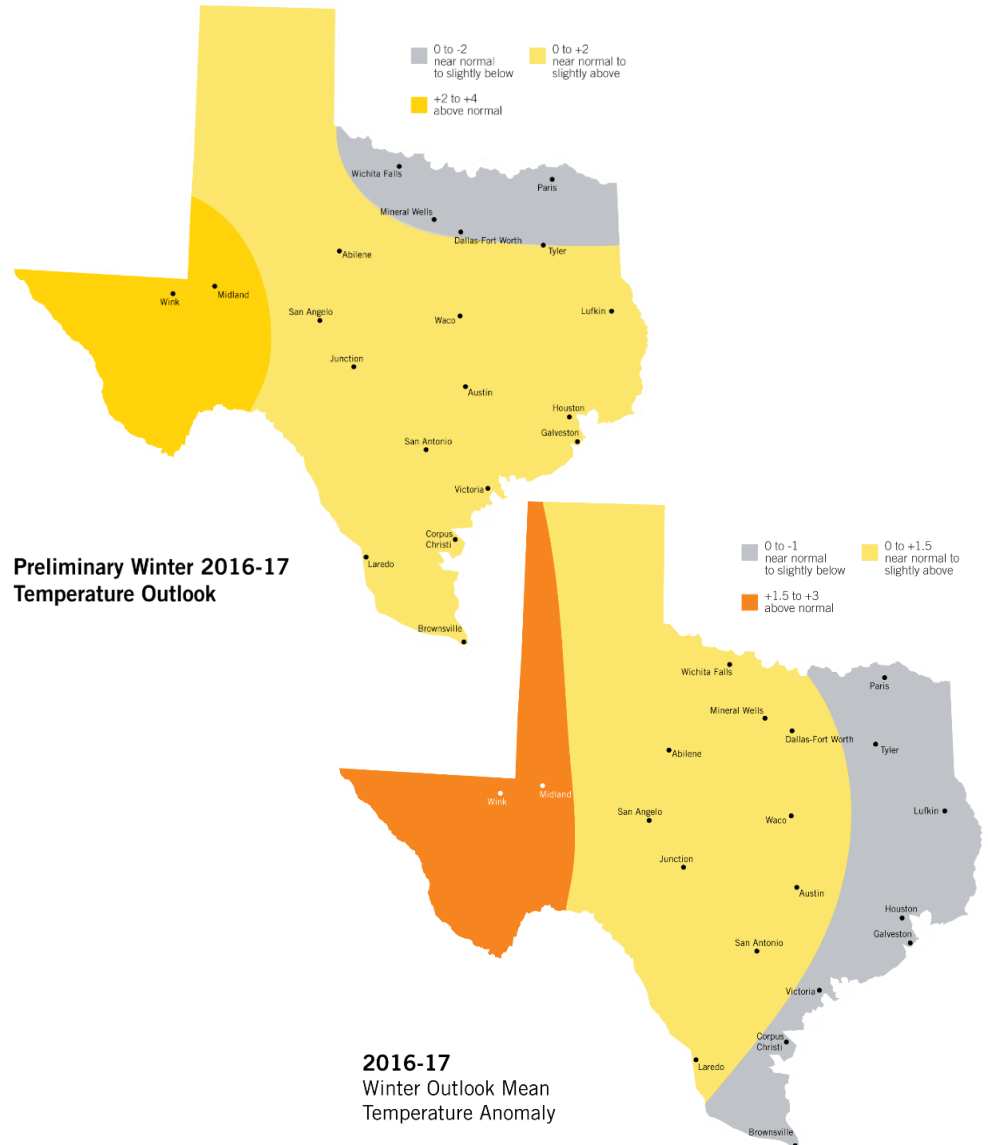 0 to -2
near normal
to slightly below
0 to +2
near normal to
slightly above
+2 to +4
above normal
Wichita Falls
Paris
Mineral Wells
Dallas-Fort Worth
Tyler
Abilene
Wink
Midland
San Angelo
Waco
Lufkin
Junction
Austin
Houston
Galveston
San Antonio
Victoria
Corpus
Christi
Laredo
Brownsville
Preliminary Winter 2016-17
Temperature Outlook
0 to -1
near normal
to slightly below
0 to +1.5
near normal to
slightly above
+1.5 to +3
above normal
Wichita Falls
Paris
Mineral Wells
Dallas-Fort Worth
Tyler
Abilene
Wink
Midland
San Angelo
Waco
Lufkin
Junction
Austin
Houston
Galveston
San Antonio
Victoria
Corpus
Christi
Laredo
Brownsville
2016-17
Winter Outlook Mean
Temperature Anomaly